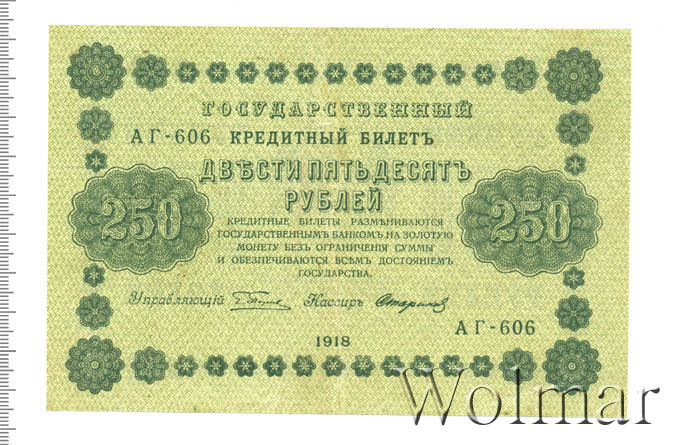 ГОСУДАРСТВЕННЫЙ
АГ-606 КРЕДИТНЫЙ БИЛЕТЪ
ДВѢСТИ ПЯТЬДЕСЯТЪ
РУБЛЕЙ
250
250
КРЕДИТНЫЕ БИЛЕТЫ РАЗМѢНИВАЮТСЯ
ГОСУДАРСТВЕННЫМЪ БАНКОМЪ НА ЗОЛОТУЮ
МОНЕТУ БЕЗЪ ОГРАНИЧЕНІЯ СУММЫ
И ОБЕЗПЕЧИВАЮТСЯ ВСѢМЪ ДОСТОЯНІЕМЪ
ГОСУДАРСТВА.
Управляющій Кассиръ
АГ-606
1918
Wolmar